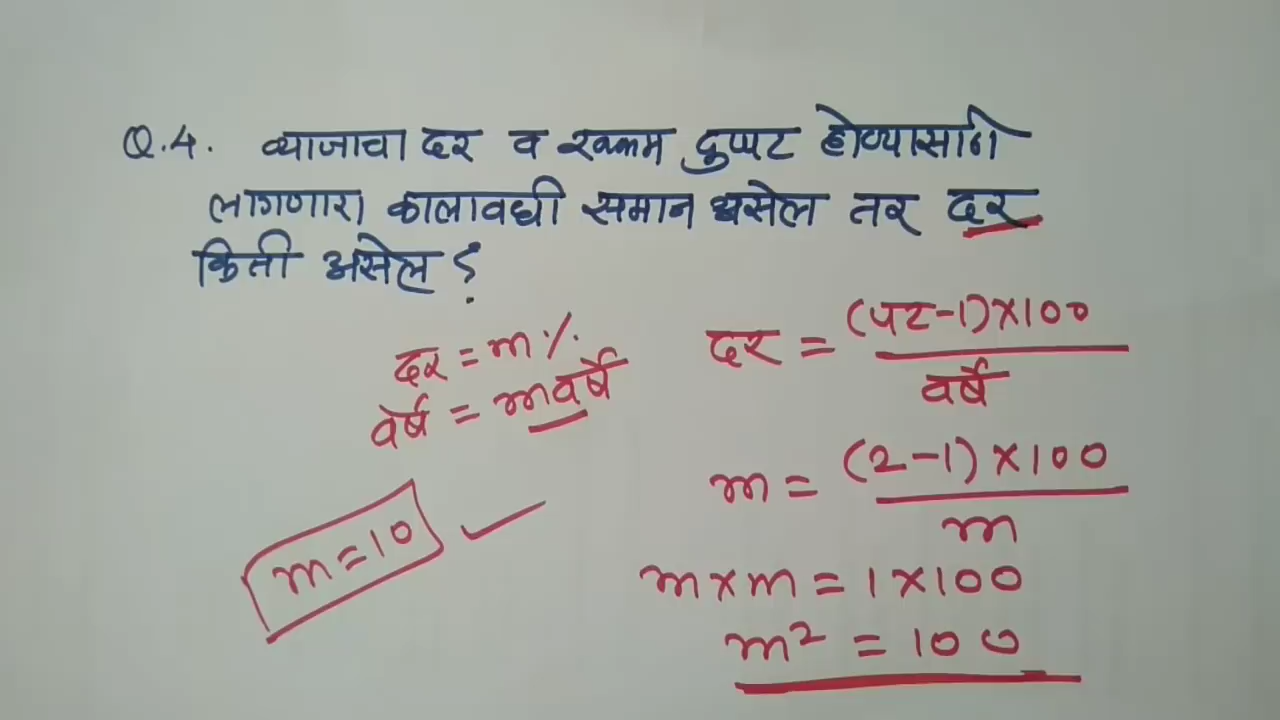 Q.4. व्याजाचा दर व रक्कम दुप्पट होण्यासाठी
लागणारा कालावधी समान असेल तर दर
किती असेल ?
दर = m %.
वर्ष = m वर्षे
m = 10
दर = (पट - 1) × 100
वर्षे
m = (2 - 1) × 100
m
m × m = 1 × 100
m² = 100